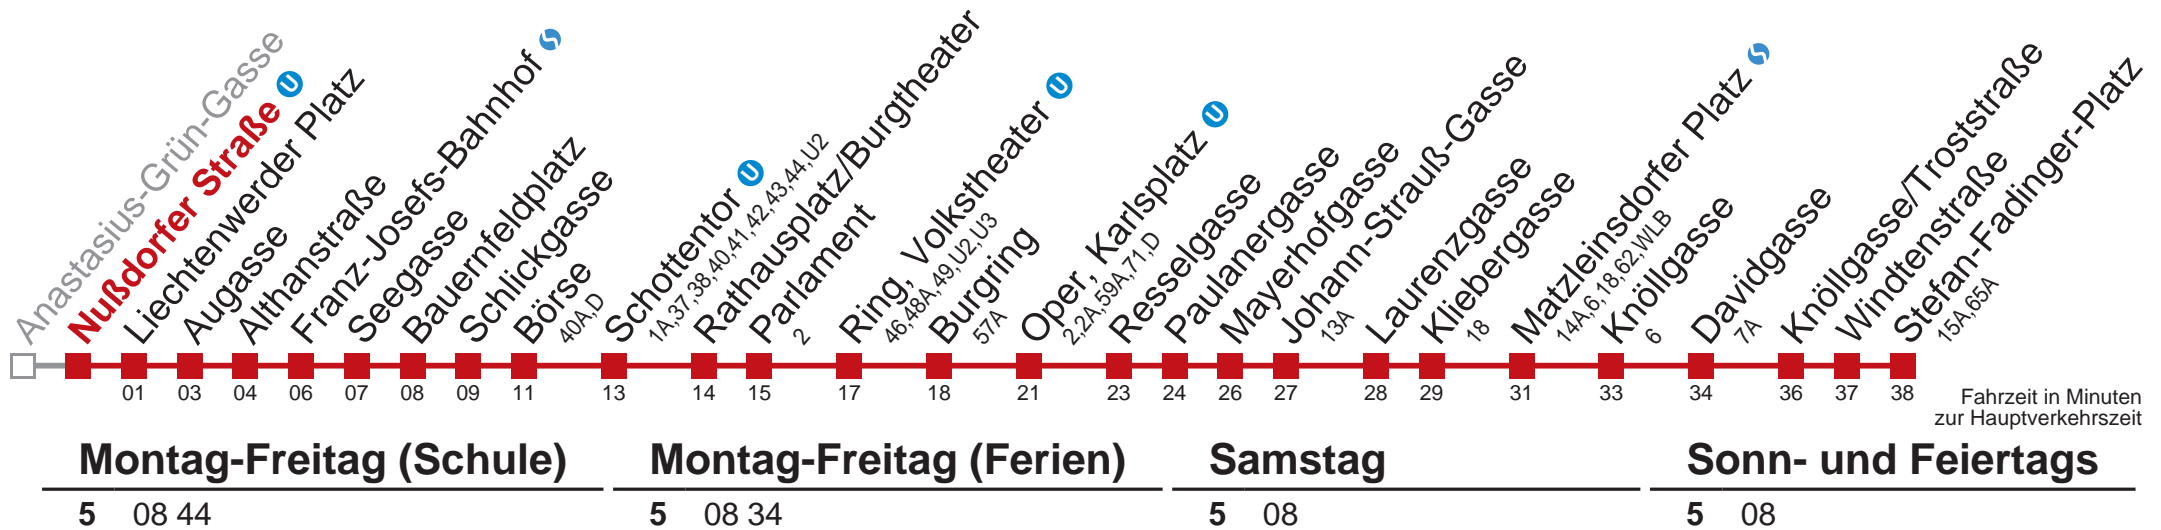 Anastasius-Grün-Gasse
Nußdorfer Straße U
Liechtenwerder Platz
Augasse
Althanstraße
Franz-Josefs-Bahnhof S
Seegasse
Bauernfeldplatz
Schlickgasse
Börse
40A,D
Schottentor U
1A,37,38,40,41,42,43,44,U2
Rathausplatz/Burgtheater
Parlament
2
Ring, Volkstheater U
46,48A,49,U2,U3
Burgring
57A
Oper, Karlsplatz U
2,2A,59A,71,D
Resselgasse
Paulanergasse
Mayerhofgasse
Johann-Strauß-Gasse
13A
Laurenzgasse
Kliebergasse
18
Matzleinsdorfer Platz S
14A,6,18,62,WLB
Knöllgasse
6
Davidgasse
7A
Knöllgasse/Troststraße
Windtenstraße
Stefan-Fadinger-Platz
15A,65A
01 03 04 06 07 08 09 11 13 14 15 17 18 21 23 24 26 27 28 29 31 33 34 36 37 38
Fahrzeit in Minuten
zur Hauptverkehrszeit
Montag-Freitag (Schule)
5 08 44
Montag-Freitag (Ferien)
5 08 34
Samstag
5 08
Sonn- und Feiertags
5 08